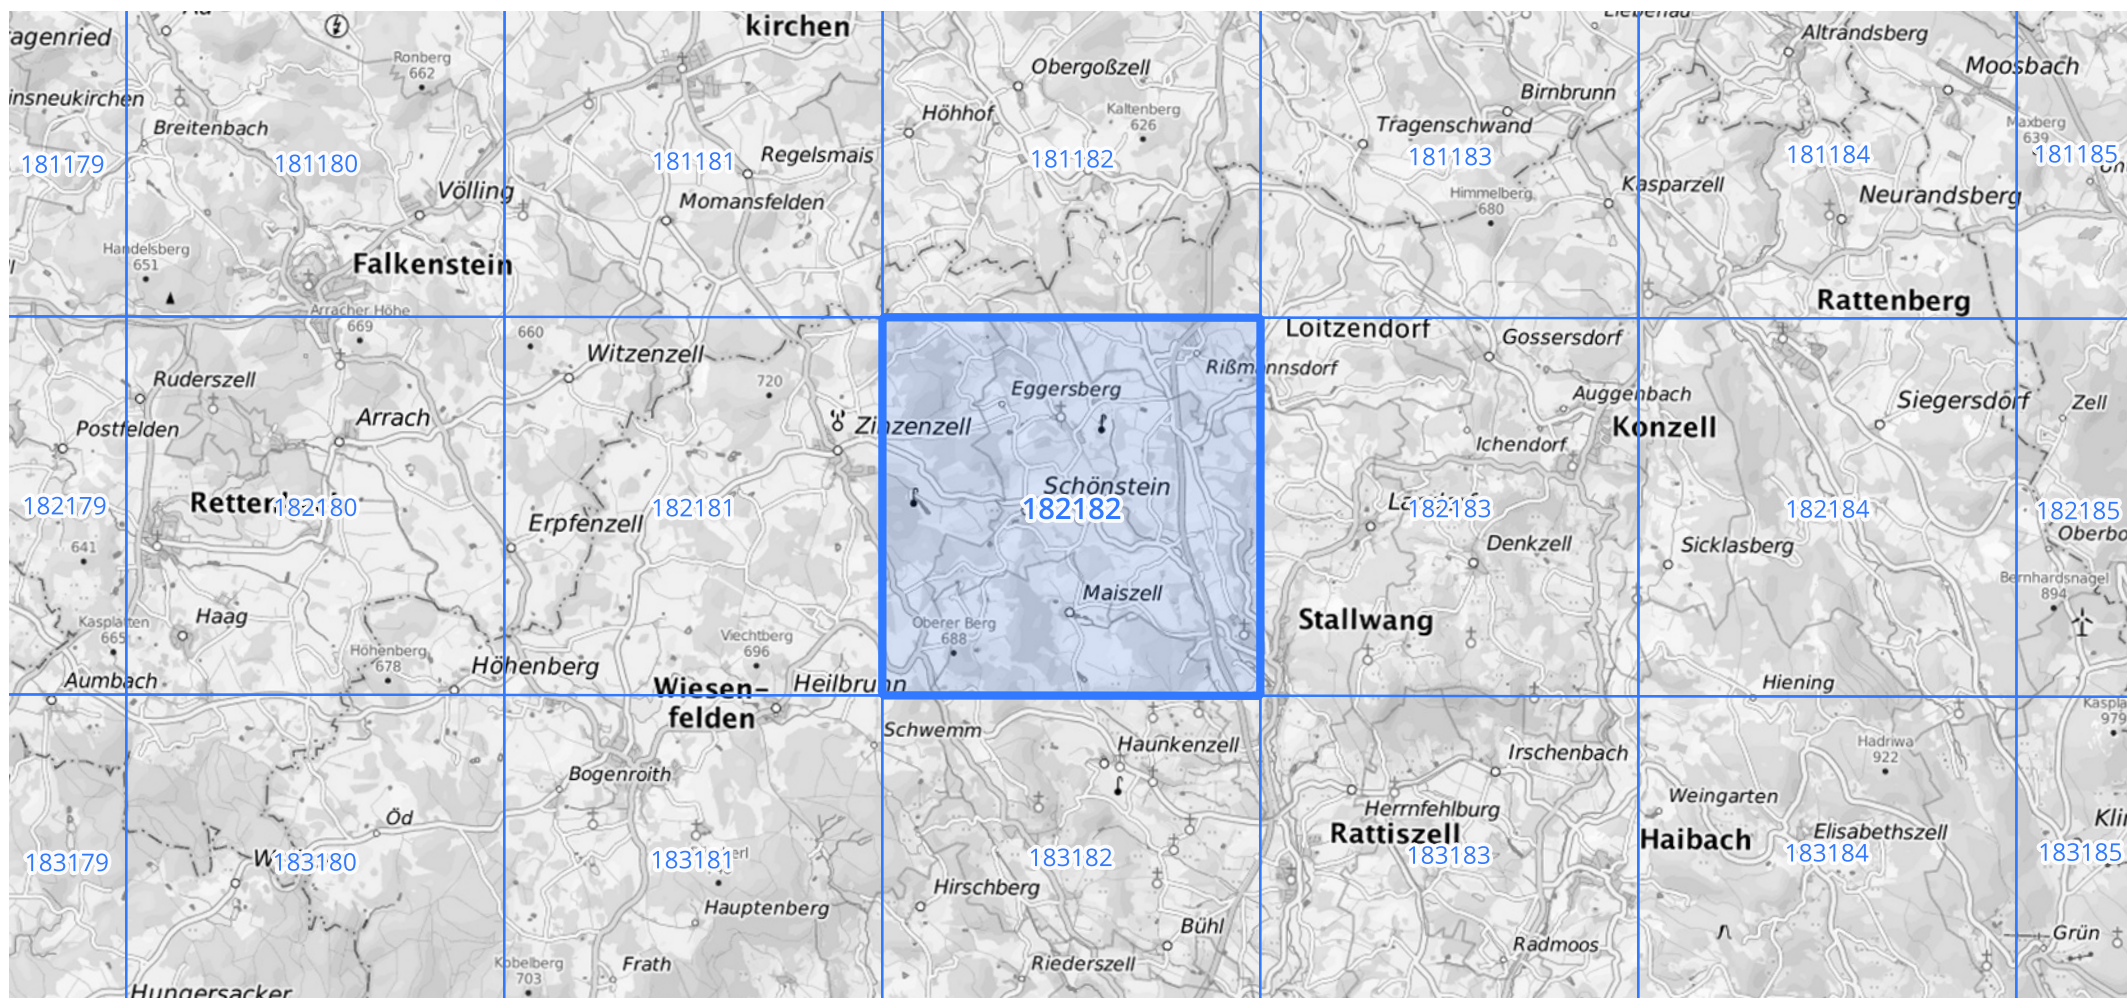 kirchen
agenried
Ronberg
662
Obergoßzell
Altrandsberg
Moosbach
insneukirchen
Höhhof
Kaltenberg
626
Birnbrunn
Breitenbach
Tragenschwand
Maxberg
639
181179
181180
181181
Regelsmais
181182
181183
181184
181185
Völling
Momansfelden
Himmelberg
680
Kasparzell
Neurandsberg
Handelsberg
651
Falkenstein
Arracher Höhe
669
Rattenberg
660
Witzenzell
720
Loitzendorf
Gossersdorf
Rißmannsdorf
Ruderszell
Eggersberg
Auggenbach
Siegersdorf
Zell
Postfelden
Arrach
Zinzenzell
Ichendorf
Konzell
Schönstein
182179
182180
182181
182182
182183
182184
182185
Erpfenzell
Denkzell
Sicklasberg
641
Haag
Kasplatten
665
Maiszell
Bernhardsnagel
894
Höhenberg
678
Höhenberg
Viechtberg
696
Oberer Berg
688
Stallwang
Aumbach
Wiesen-
felden
Heilbrunn
Hiening
Schwemm
Haunkenzell
Irschenbach
Hadriwa
922
979
Bogenroith
Öd
Herrnfehlburg
Rattiszell
Weingarten
Haibach
Elisabethszell
183179
183180
183181
183182
183183
183184
183185
Hirschberg
Hauptenberg
Bühl
Radmoos
Grün
Kobelberg
703
Frath
Riederszell
Hungersacker